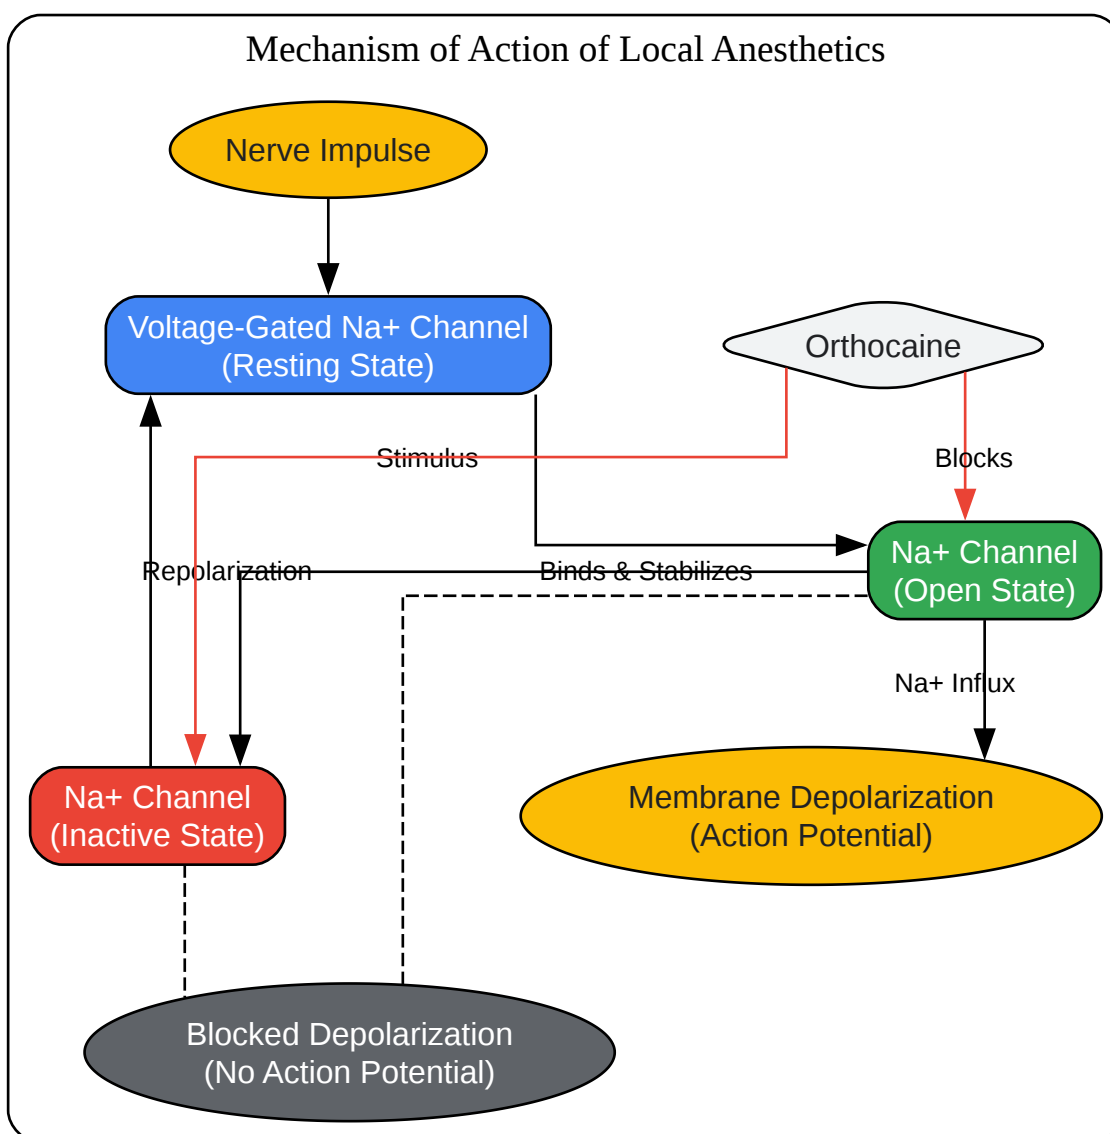 Mechanism of Action of Local Anesthetics
Nerve Impulse
Voltage-Gated Na+ Channel
(Resting State)
Orthocaine
Stimulus
Blocks
Repolarization
Binds & Stabilizes
Na+ Channel
(Open State)
Na+ Influx
Na+ Channel
(Inactive State)
Membrane Depolarization
(Action Potential)
Blocked Depolarization
(No Action Potential)